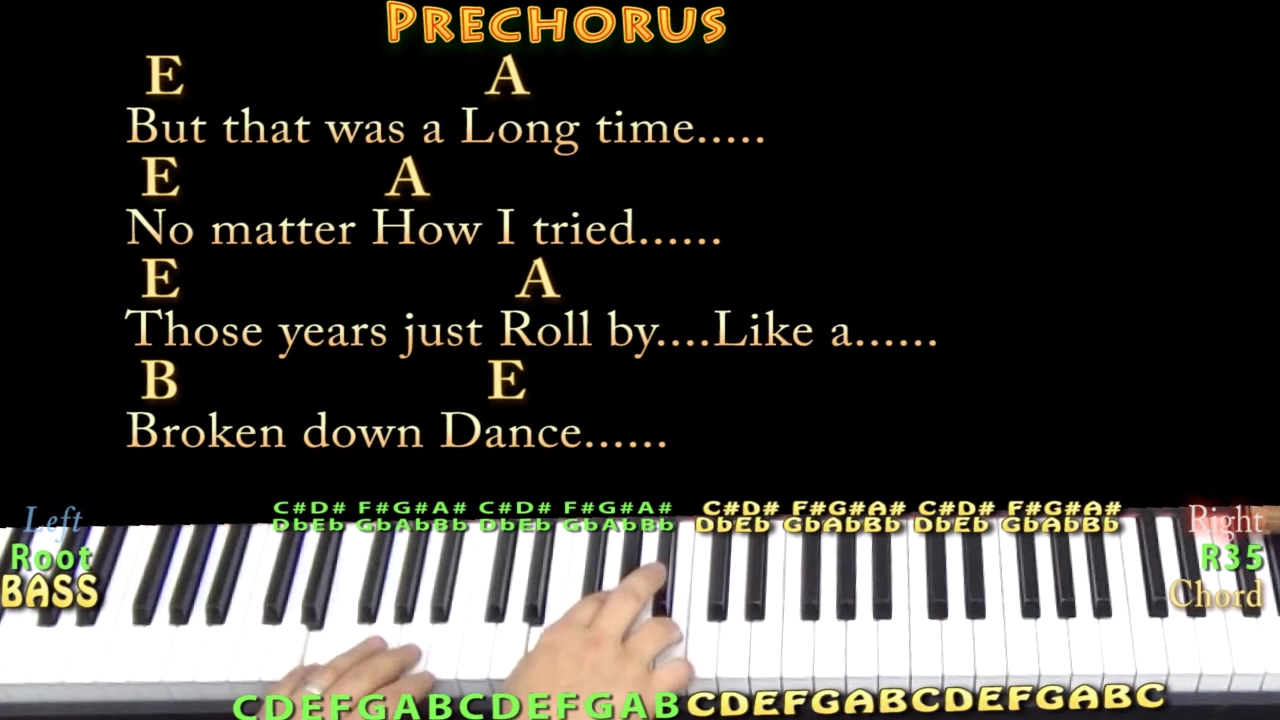 PRECHORUS
E A
But that was a Long time.....
E A
No matter How I tried......
E A
Those years just Roll by....Like a......
B E
Broken down Dance......
Left
Root
BASS
C#D# F#G#A# C#D# F#G#A# C#D# F#G#A# C#D# F#G#A#
DbEb GbAbBb DbEb GbAbBb DbEb GbAbBb DbEb GbAbBb
Right
R35
Chord
CDEFGABCDEFGABCDEFGABCDEFGABC